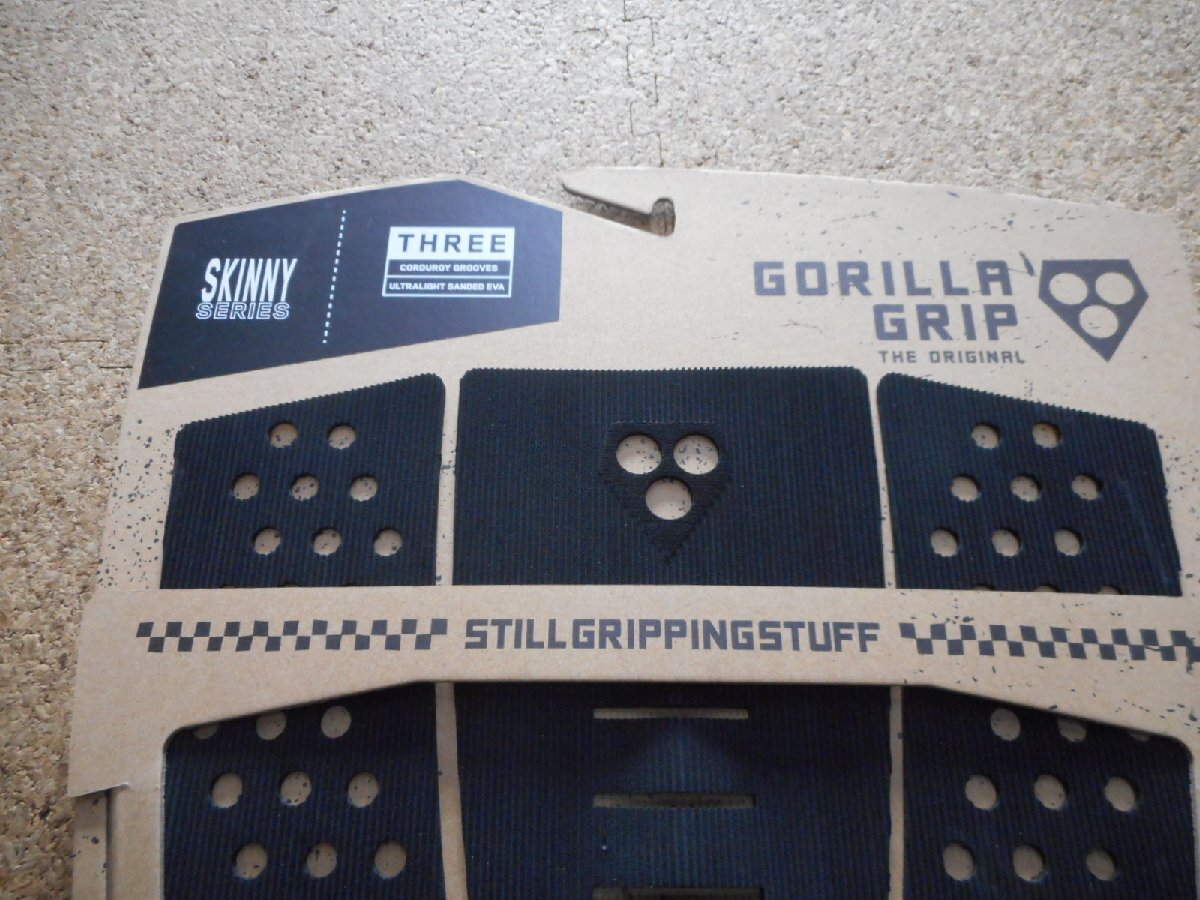 SKINNY
SERIES
THREE
CORDUROY GROOVES
ULTRALIGHT SANDED EVA
GORILLA
GRIP
THE ORIGINAL
STILLGRIPPINGSTUFF